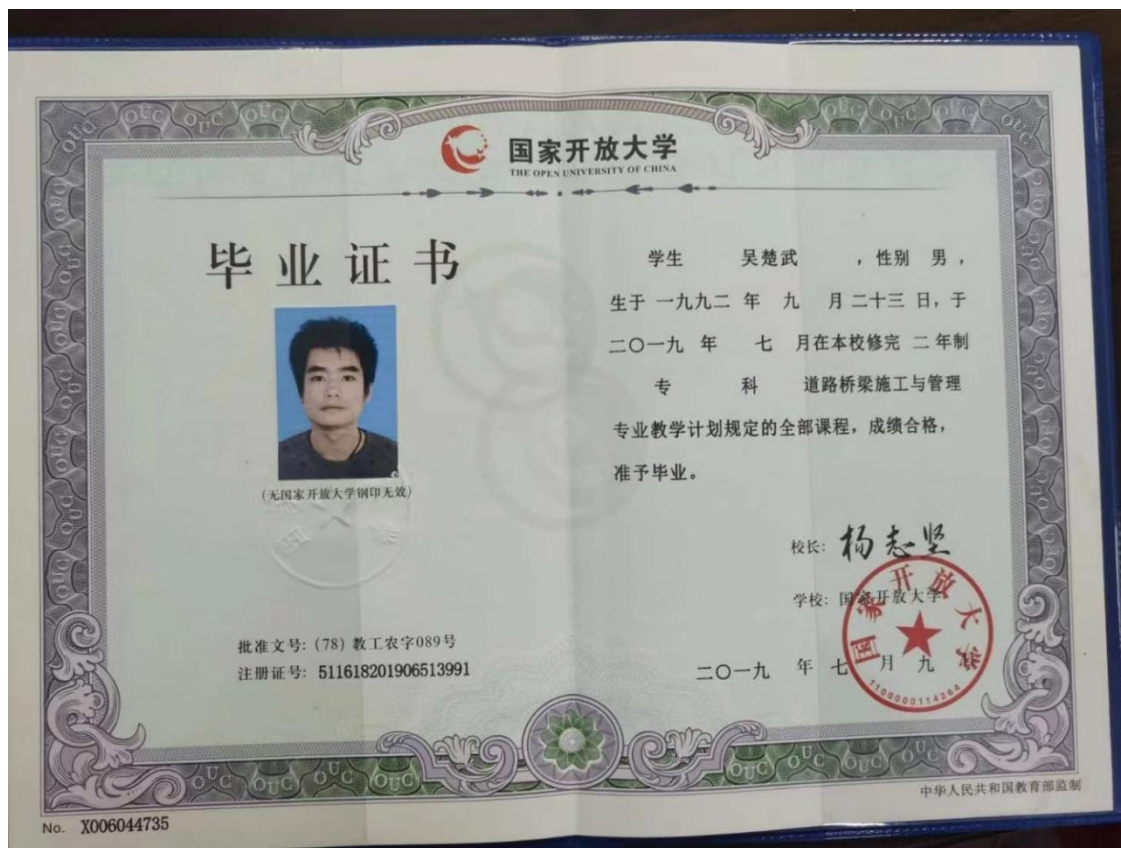 国家开放大学
THE OPEN UNIVERSITY OF CHINA
毕业证书
(无国家开放大学钢印无效)
批准文号: (78) 教工农字089号
注册证号: 511618201906513991
学生 吴楚武 , 性别 男 ,
生于 一九九二 年 九 月 二十三 日, 于
二〇一九 年 七 月在本校修完 二 年制
专 科 道路桥梁施工与管理
专业教学计划规定的全部课程, 成绩合格,
准予毕业。
校长: 杨志坚
学校: 国家开放大学
二〇一九 年 七 月 九
国家开放大学
1100000114264
中华人民共和国教育部监制
No. X006044735